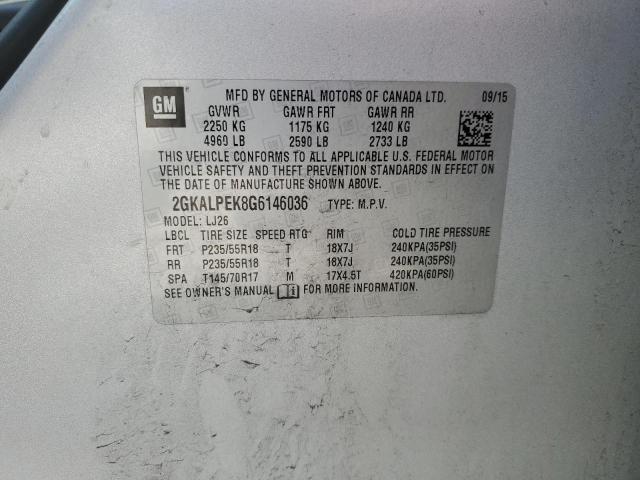 GM
MFD BY GENERAL MOTORS OF CANADA LTD. 09/15
GVWR GAWR FRT GAWR RR
2250 KG 1175 KG 1240 KG
4960 LB 2590 LB 2733 LB
THIS VEHICLE CONFORMS TO ALL APPLICABLE U.S. FEDERAL MOTOR
VEHICLE SAFETY AND THEFT PREVENTION STANDARDS IN EFFECT ON
THE DATE OF MANUFACTURE SHOWN ABOVE.
2GKALPEK8G6146036 TYPE: M.P.V.
MODEL: LJ26
LBCL TIRE SIZE SPEED RTG RIM COLD TIRE PRESSURE
FRT P235/55R18 T 18X7J 240KPA(35PSI)
RR P235/55R18 T 18X7J 240KPA(35PSI)
SPA T145/70R17 M 17X4.5T 420KPA(60PSI)
SEE OWNER'S MANUAL FOR MORE INFORMATION.